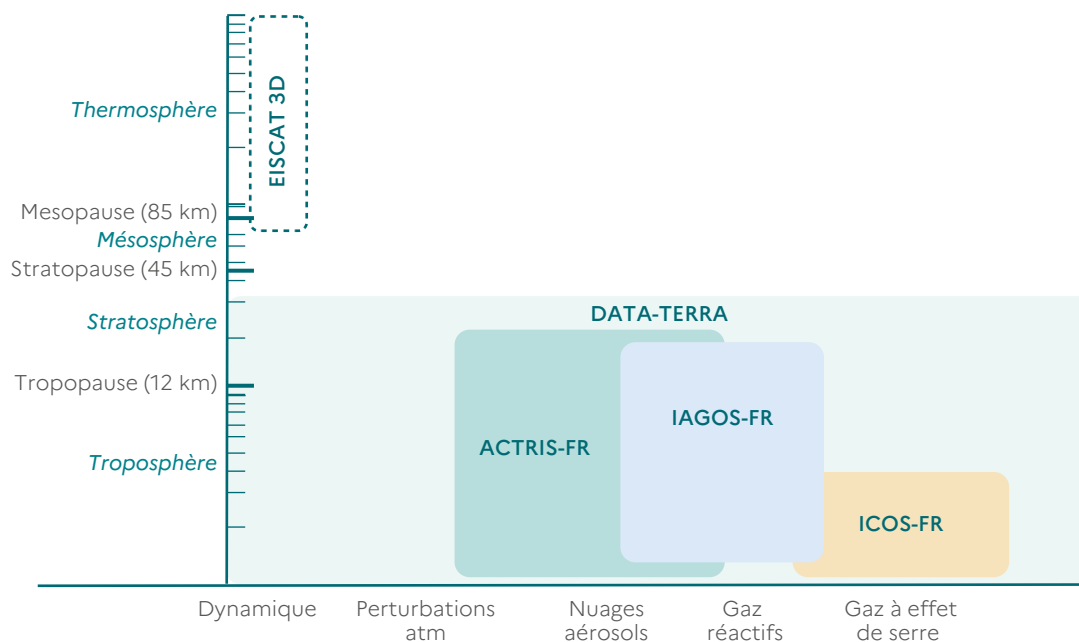 EISCAT 3D
Thermosphère
Mesopause (85 km)
Mésosphère
Stratopause (45 km)
DATA-TERRA
Stratosphère
Tropopause (12 km)
IAGOS-FR
ACTRIS-FR
Troposphère
ICOS-FR
Dynamique
Perturbations
atm
Nuages
aérosols
Gaz
réactifs
Gaz à effet
de serre